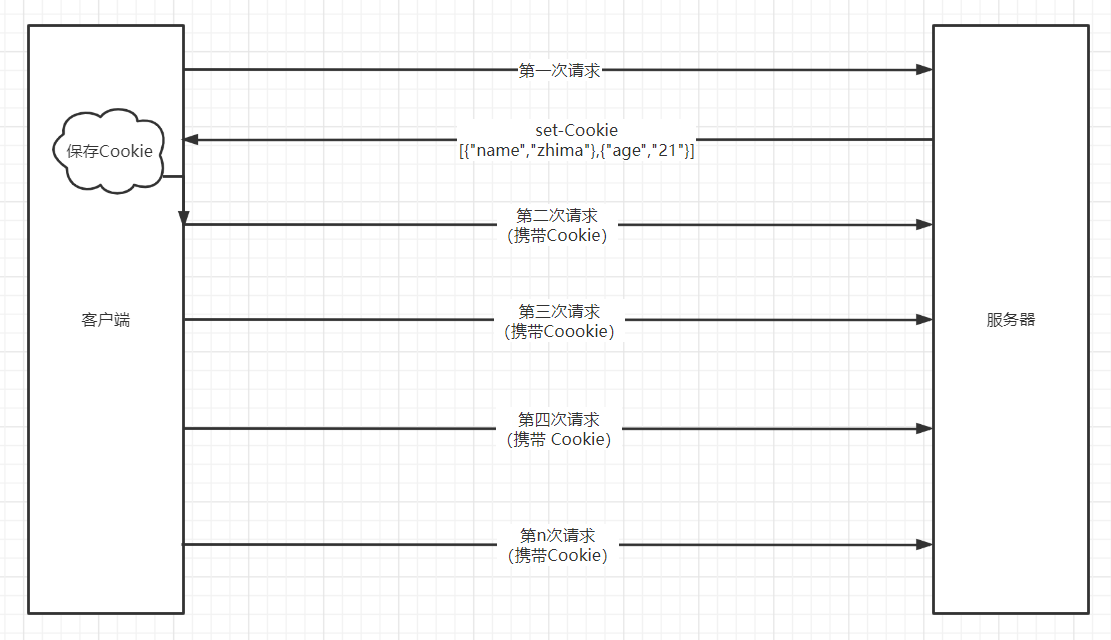 第一次请求
set-Cookie
[{"name","zhima"},{"age","21"}]
保存Cookie
第二次请求
（携带Cookie）
第三次请求
（携带Coookie）
客户端
服务器
第四次请求
（携带 Cookie）
第n次请求
（携带Cookie）